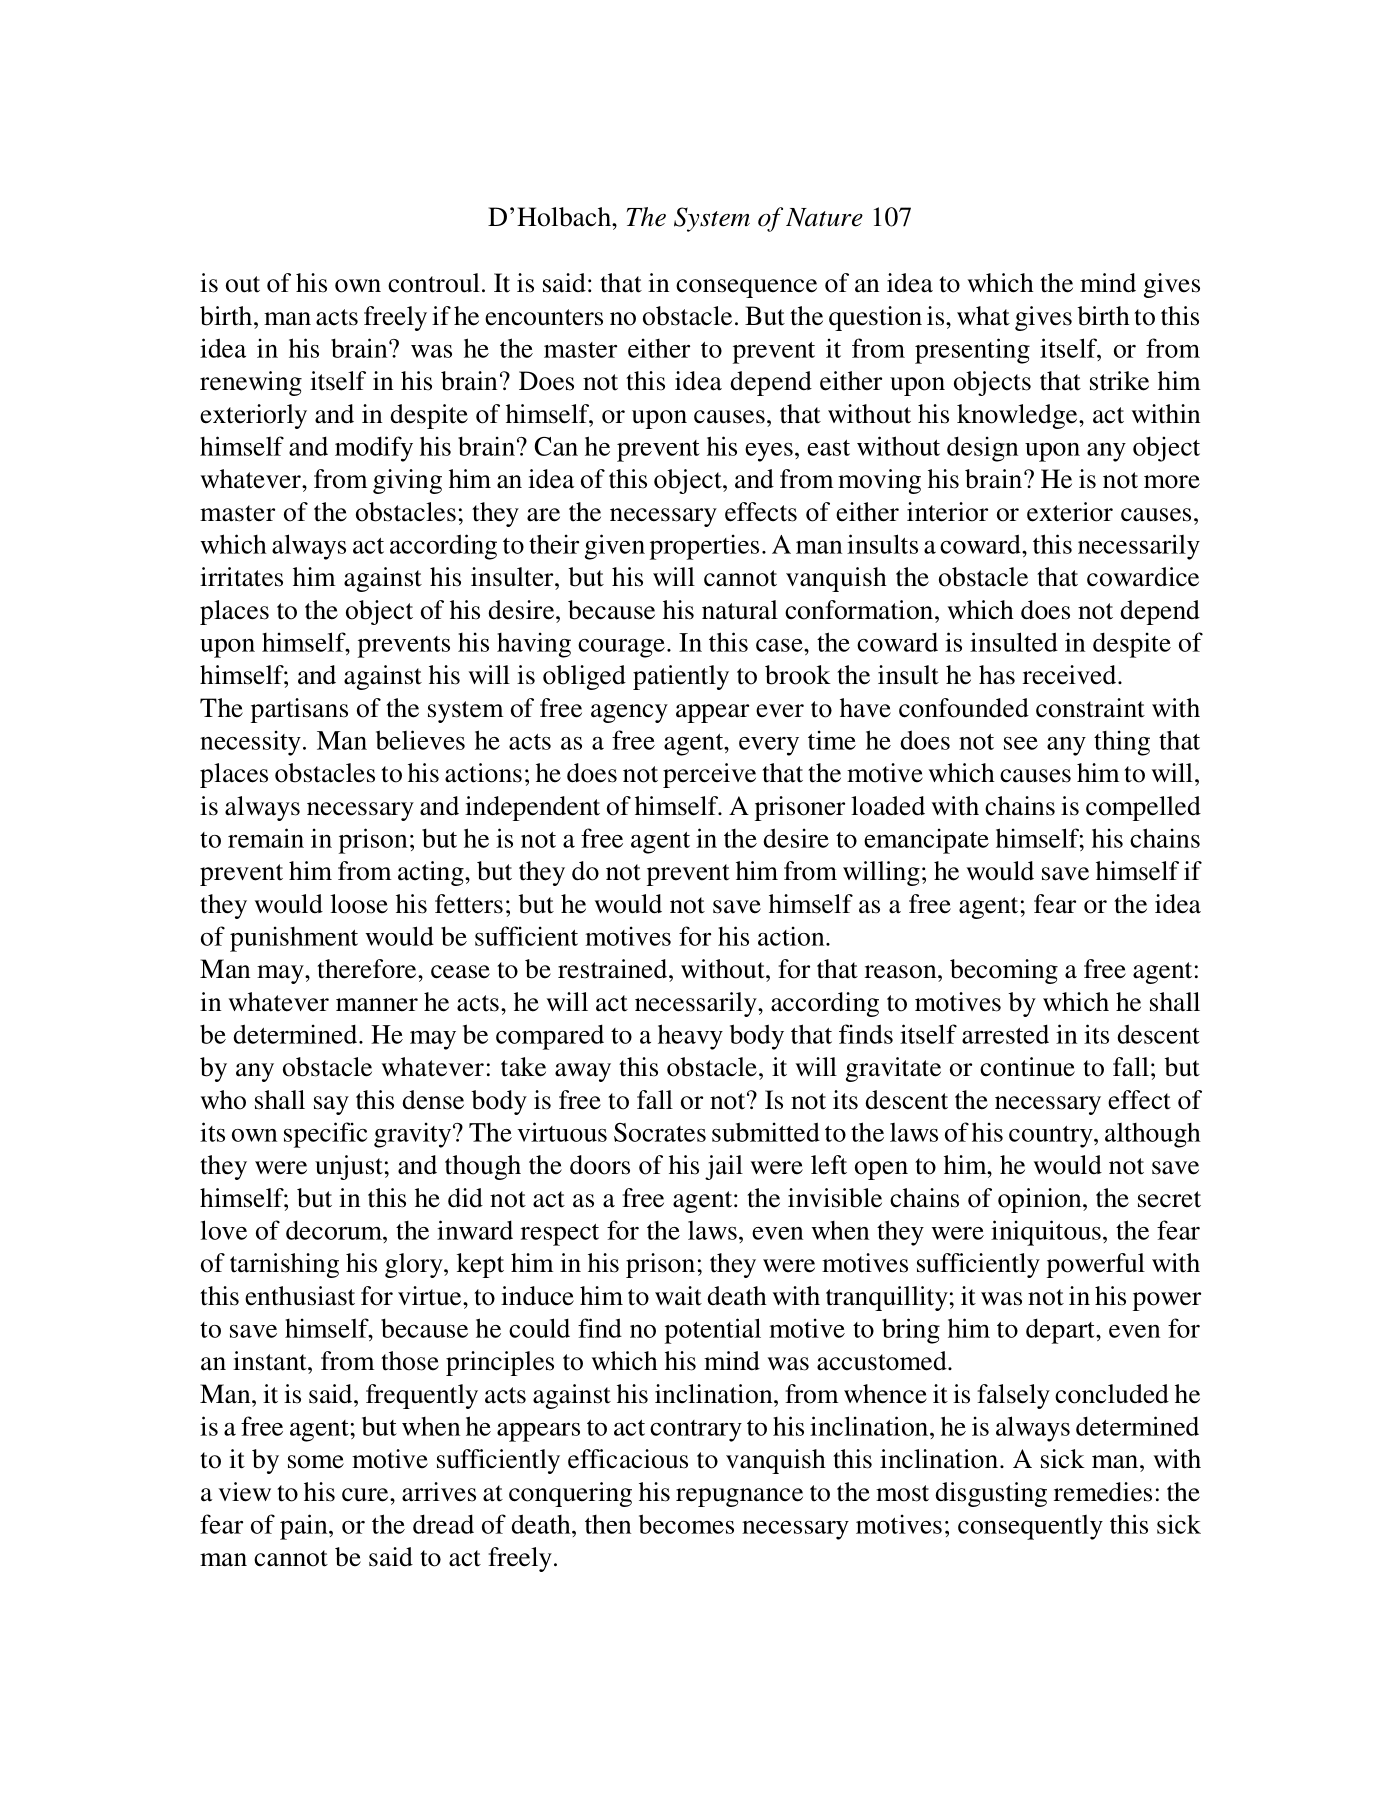 D’Holbach, The System of Nature 107
is out of his own controul. It is said: that in consequence of an idea to which the mind gives
birth, man acts freely if he encounters no obstacle. But the question is, what gives birth to this
idea in his brain? was he the master either to prevent it from presenting itself, or from
renewing itself in his brain? Does not this idea depend either upon objects that strike him
exteriorly and in despite of himself, or upon causes, that without his knowledge, act within
himself and modify his brain? Can he prevent his eyes, east without design upon any object
whatever, from giving him an idea of this object, and from moving his brain? He is not more
master of the obstacles; they are the necessary effects of either interior or exterior causes,
which always act according to their given properties. A man insults a coward, this necessarily
irritates him against his insulter, but his will cannot vanquish the obstacle that cowardice
places to the object of his desire, because his natural conformation, which does not depend
upon himself, prevents his having courage. In this case, the coward is insulted in despite of
himself; and against his will is obliged patiently to brook the insult he has received.
The partisans of the system of free agency appear ever to have confounded constraint with
necessity. Man believes he acts as a free agent, every time he does not see any thing that
places obstacles to his actions; he does not perceive that the motive which causes him to will,
is always necessary and independent of himself. A prisoner loaded with chains is compelled
to remain in prison; but he is not a free agent in the desire to emancipate himself; his chains
prevent him from acting, but they do not prevent him from willing; he would save himself if
they would loose his fetters; but he would not save himself as a free agent; fear or the idea
of punishment would be sufficient motives for his action.
Man may, therefore, cease to be restrained, without, for that reason, becoming a free agent:
in whatever manner he acts, he will act necessarily, according to motives by which he shall
be determined. He may be compared to a heavy body that finds itself arrested in its descent
by any obstacle whatever: take away this obstacle, it will gravitate or continue to fall; but
who shall say this dense body is free to fall or not? Is not its descent the necessary effect of
its own specific gravity? The virtuous Socrates submitted to the laws of his country, although
they were unjust; and though the doors of his jail were left open to him, he would not save
himself; but in this he did not act as a free agent: the invisible chains of opinion, the secret
love of decorum, the inward respect for the laws, even when they were iniquitous, the fear
of tarnishing his glory, kept him in his prison; they were motives sufficiently powerful with
this enthusiast for virtue, to induce him to wait death with tranquillity; it was not in his power
to save himself, because he could find no potential motive to bring him to depart, even for
an instant, from those principles to which his mind was accustomed.
Man, it is said, frequently acts against his inclination, from whence it is falsely concluded he
is a free agent; but when he appears to act contrary to his inclination, he is always determined
to it by some motive sufficiently efficacious to vanquish this inclination. A sick man, with
a view to his cure, arrives at conquering his repugnance to the most disgusting remedies: the
fear of pain, or the dread of death, then becomes necessary motives; consequently this sick
man cannot be said to act freely.